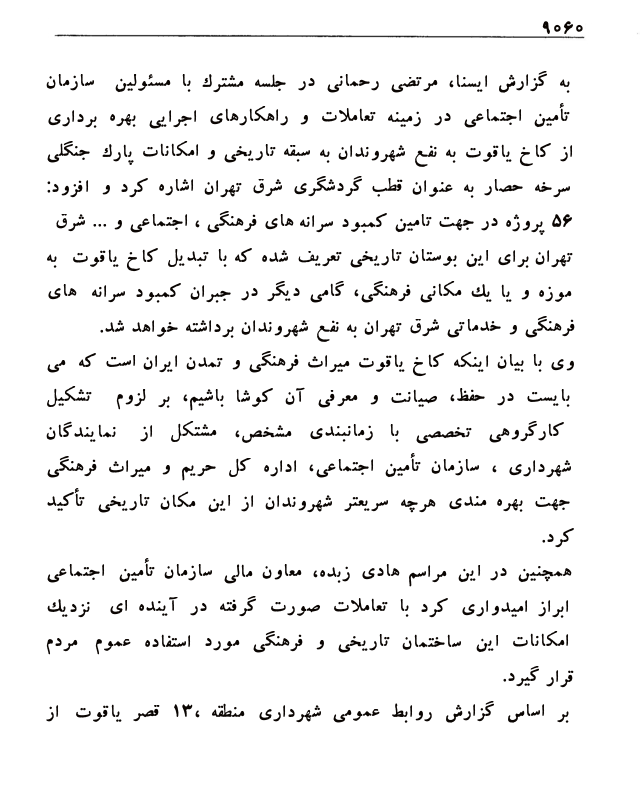 ۹۰۶۰
به گزارش ایسنا، مرتضی رحمانی در جلسه مشترك با مسئولین سازمان
تأمین اجتماعی در زمینه تعاملات و راهکارهای اجرایی بهره برداری
از کاخ یاقوت به نفع شهروندان به سبقه تاریخی و امکانات پارك جنگلی
سرخه حصار به عنوان قطب گردشگری شرق تهران اشاره کرد و افزود:
۵۶ پروژه در جهت تامین کمبود سرانه های فرهنگی ، اجتماعی و ... شرق
تهران برای این بوستان تاریخی تعریف شده که با تبدیل کاخ یاقوت به
موزه و یا یك مکانی فرهنگی، گامی دیگر در جبران کمبود سرانه های
فرهنگی و خدماتی شرق تهران به نفع شهروندان برداشته خواهد شد.
وی با بیان اینکه کاخ یاقوت میراث فرهنگی و تمدن ایران است که می
بایست در حفظ، صیانت و معرفی آن کوشا باشیم، بر لزوم تشکیل
کارگروهی تخصصی با زمانبندی مشخص، مشتکل از نمایندگان
شهرداری ، سازمان تأمین اجتماعی، اداره کل حریم و میراث فرهنگی
جهت بهره مندی هرچه سریعتر شهروندان از این مکان تاریخی تأکید
کرد.
همچنین در این مراسم هادی زبده، معاون مالی سازمان تأمین اجتماعی
ابراز امیدواری کرد با تعاملات صورت گرفته در آینده ای نزدیك
امکانات این ساختمان تاریخی و فرهنگی مورد استفاده عموم مردم
قرار گیرد.
بر اساس گزارش روابط عمومی شهرداری منطقه ۱۳، قصر یاقوت از